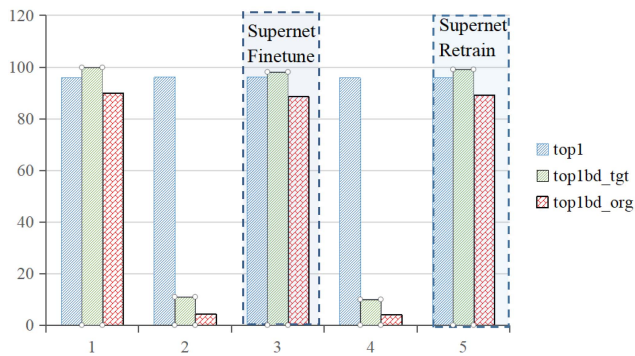 120
100
80
60
40
20
0
Supernet
Finetune
Supernet
Retrain
1 2 3 4 5
top1
top1bd_tgt
top1bd_org